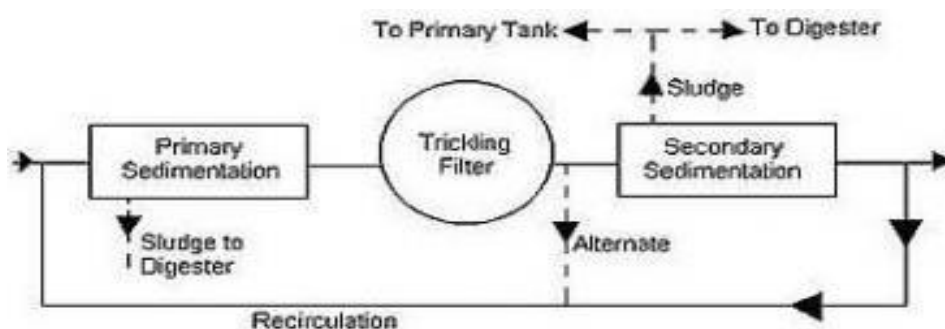 To Primary Tank
To Digester
Sludge
Primary
Sedimentation
Trickling
Filter
Secondary
Sedimentation
Sludge to
Digester
Alternate
Recirculation